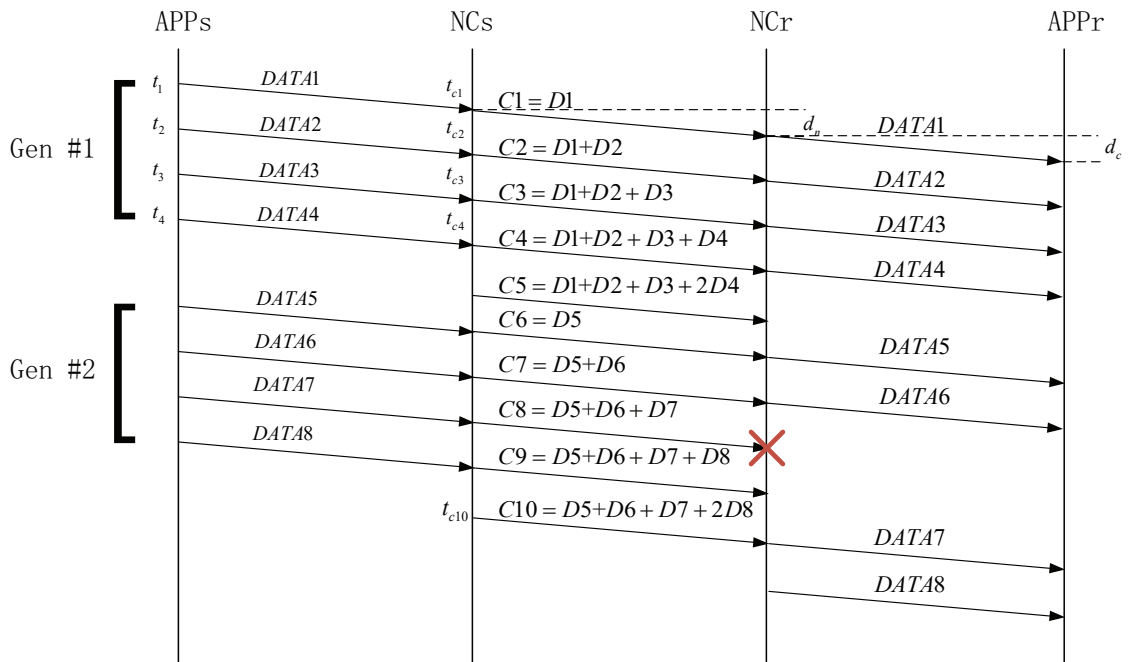 APPs NCs NCr APPr
t1 DATA1 tc1 C1 = D1
dn DATA1
t2 DATA2 tc2 C2 = D1+D2
dc
Gen #1
t3 DATA3 tc3 C3 = D1+D2 + D3 DATA2
t4 DATA4 tc4 C4 = D1+D2 + D3 + D4 DATA3
DATA4
C5 = D1+D2 + D3 + 2D4
DATA5 C6 = D5
DATA6 C7 = D5+D6 DATA5
Gen #2
DATA7 C8 = D5+D6 + D7 DATA6
DATA8 C9 = D5+D6 + D7 + D8
tc10 C10 = D5+D6 + D7 + 2D8
DATA7
DATA8